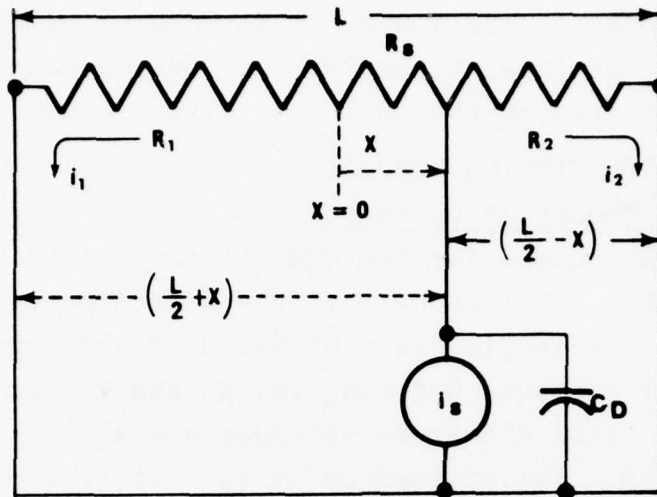 L
R_s
R_1
X
R_2
i_1
i_2
X = 0
(L/2 - X)
(L/2 + X)
i_s
C_D